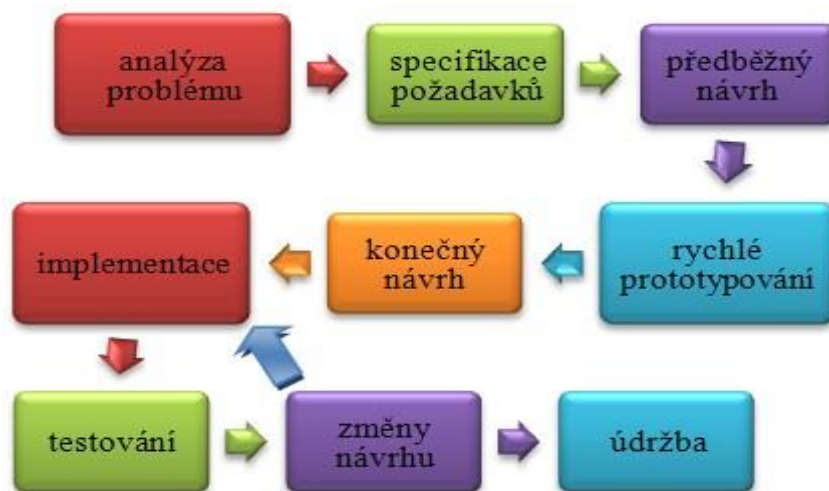 analýza
problému
specifikace
požadavků
předběžný
návrh
rychlé
prototypování
konečný
návrh
implementace
testování
změny
návrhu
údržba